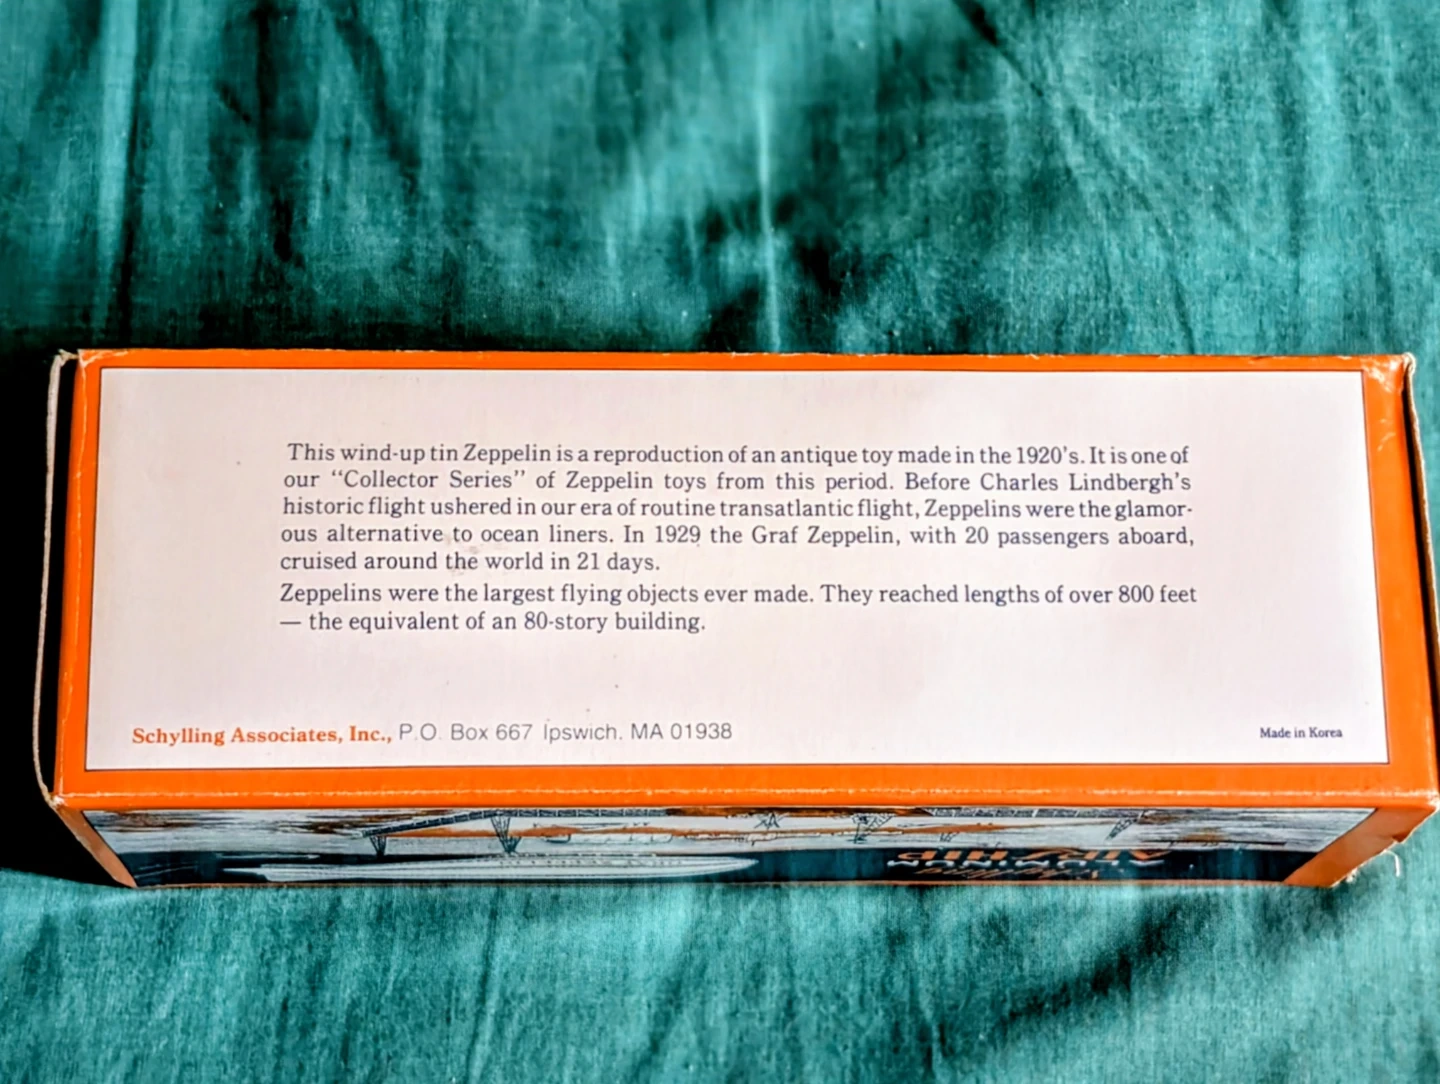 This wind-up tin Zeppelin is a reproduction of an antique toy made in the 1920's. It is one of
our “Collector Series” of Zeppelin toys from this period. Before Charles Lindbergh's
historic flight ushered in our era of routine transatlantic flight, Zeppelins were the glamor-
ous alternative to ocean liners. In 1929 the Graf Zeppelin, with 20 passengers aboard,
cruised around the world in 21 days.
Zeppelins were the largest flying objects ever made. They reached lengths of over 800 feet
— the equivalent of an 80-story building.
Schylling Associates, Inc., P.O. Box 667 Ipswich. MA 01938
Made in Korea
AIRSHIP
ALUMINUM
Schylling